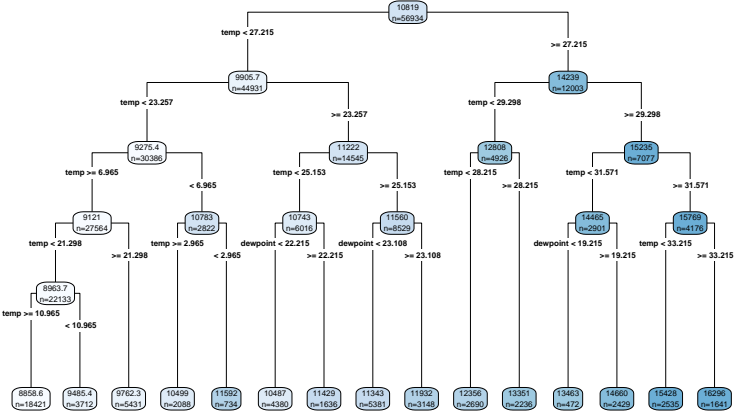 10819
n=56934
temp < 27.215
>= 27.215
9905.7
n=44931
14239
n=12003
temp < 23.257
>= 23.257
temp < 29.298
>= 29.298
9275.4
n=30386
11222
n=14545
12808
n=4926
15235
n=7077
temp >= 6.965
< 6.965
temp < 25.153
>= 25.153
temp < 28.215
>= 28.215
temp < 31.571
>= 31.571
9121
n=27564
10783
n=2822
10743
n=6016
11560
n=8529
14465
n=2901
15769
n=4176
temp < 21.298
>= 21.298
temp >= 2.965
< 2.965
dewpoint < 22.215
>= 22.215
dewpoint < 23.108
>= 23.108
dewpoint < 19.215
>= 19.215
temp < 33.215
>= 33.215
8963.7
n=22133
temp >= 10.965
< 10.965
8858.6
n=18421
9485.4
n=3712
9762.3
n=5431
10499
n=2088
11592
n=734
10487
n=4380
11429
n=1636
11343
n=5381
11932
n=3148
12356
n=2690
13351
n=2236
13463
n=472
14660
n=2429
15428
n=2535
16296
n=1641